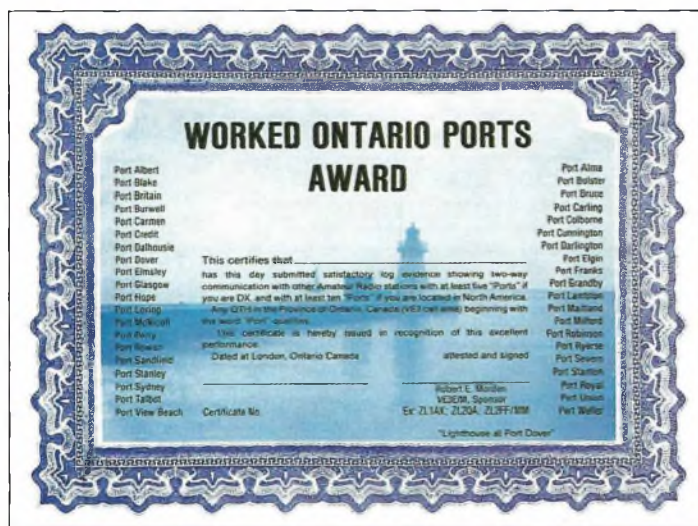 WORKED ONTARIO PORTS
AWARD
Port Albert
Port Blake
Port Britain
Port Burwell
Port Carmen
Port Credit
Port Dalhousie
Port Dover
Port Elmsley
Port Glasgow
Port Hope
Port Loring
Port McNicoll
Port Perry
Port Rowan
Port Sandfield
Port Stanley
Port Sydney
Port Talbot
Port View Beach
This certifies that
has this day submitted satisfactory log evidence showing two-way
communication with other Amateur Radio stations with at least five "Ports" if
you are DX, and with at least ten "Ports" if you are located in North America.
Any QTH in the Province of Ontario, Canada (VE3 call area) beginning with
the word "Port" qualifies.
This certificate is hereby issued in recognition of this excellent
performance.
Dated at London, Ontario Canada attested and signed
Robert E. Morden
Sponsor
Certificate No. Ex: ZL1AX; ZL2QA; ZL2FF/MM
"Lighthouse at Port Dover"
Port Alma
Port Bolster
Port Bruce
Port Carling
Port Colborne
Port Cunnington
Port Darlington
Port Elgin
Port Franks
Port Grandby
Port Lambton
Port Maitland
Port Milford
Port Robinson
Port Ryerse
Port Severn
Port Stanton
Port Royal
Port Union
Port Weller